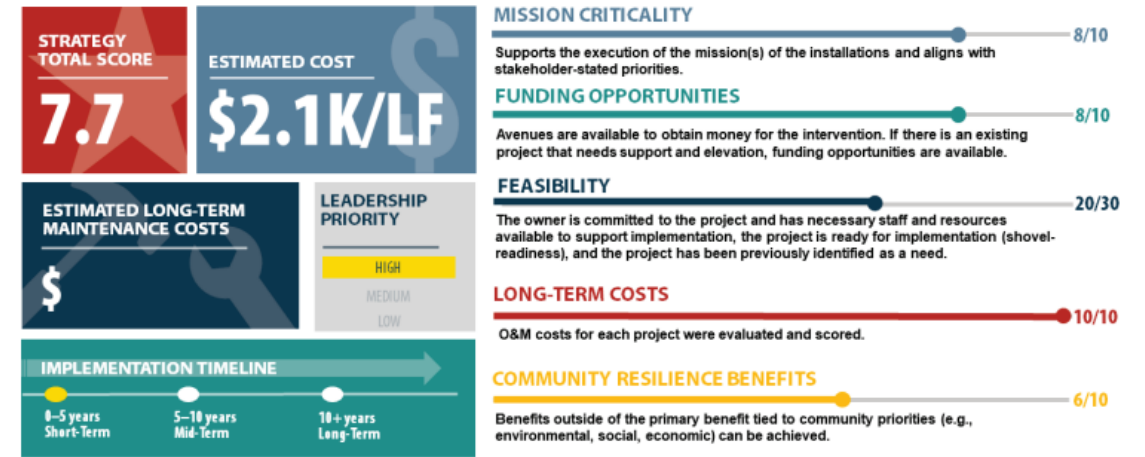 STRATEGY
TOTAL SCORE
7.7
ESTIMATED COST
$2.1K/LF
ESTIMATED LONG-TERM
MAINTENANCE COSTS
$
LEADERSHIP
PRIORITY
HIGH
MEDIUM
LOW
IMPLEMENTATION TIMELINE
0–5 years
Short-Term
5–10 years
Mid-Term
10+ years
Long-Term
MISSION CRITICALITY
8/10
Supports the execution of the mission(s) of the installations and aligns with
stakeholder-stated priorities.
FUNDING OPPORTUNITIES
8/10
Avenues are available to obtain money for the intervention. If there is an existing
project that needs support and elevation, funding opportunities are available.
FEASIBILITY
20/30
The owner is committed to the project and has necessary staff and resources
available to support implementation, the project is ready for implementation (shovel-
readiness), and the project has been previously identified as a need.
LONG-TERM COSTS
10/10
O&M costs for each project were evaluated and scored.
COMMUNITY RESILIENCE BENEFITS
6/10
Benefits outside of the primary benefit tied to community priorities (e.g.,
environmental, social, economic) can be achieved.